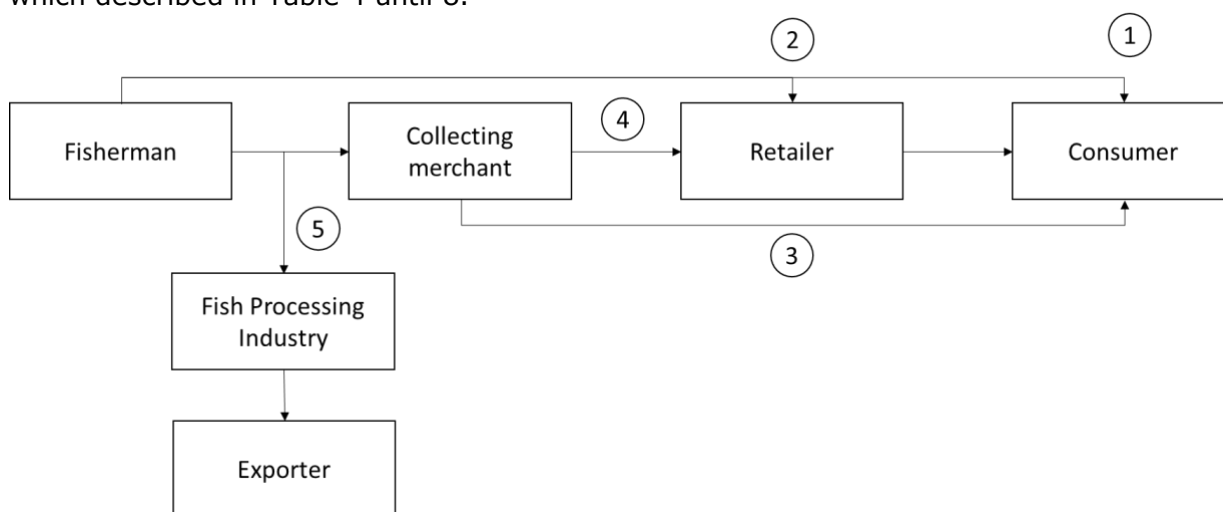 which described in Table 4 until 8.
2
1
Fisherman
Collecting
merchant
4
Retailer
Consumer
5
3
Fish Processing
Industry
Exporter